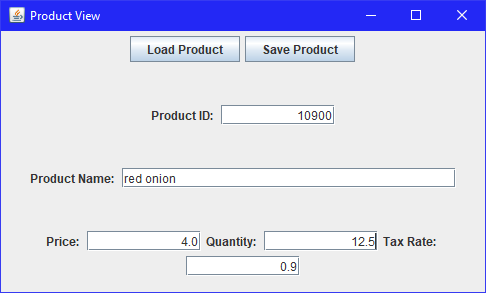 Product View
Load Product Save Product
Product ID: 10900
Product Name: red onion
Price: 4.0 Quantity: 12.5 Tax Rate:
0.9